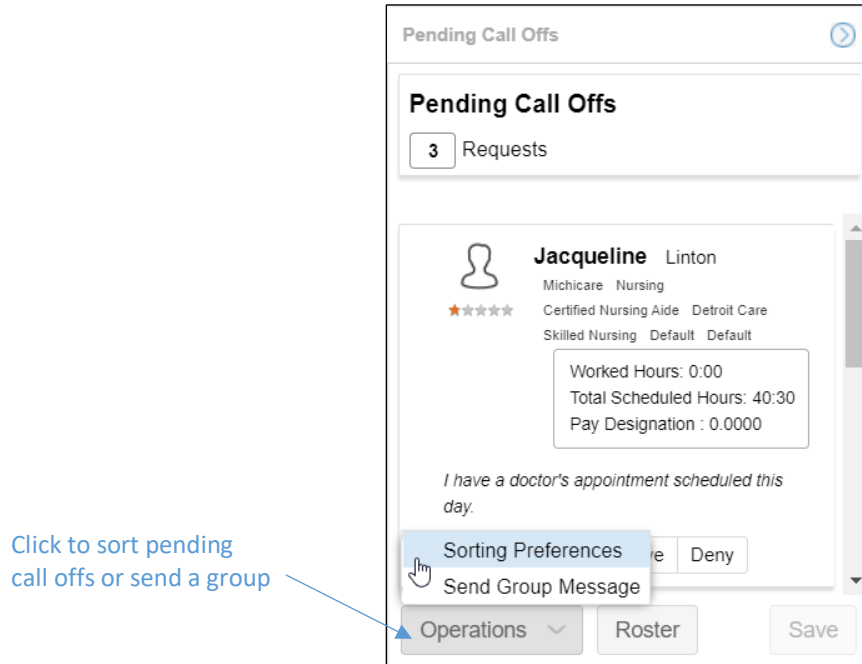 Pending Call Offs
Pending Call Offs
3 Requests
Jacqueline Linton
Michicare Nursing
Certified Nursing Aide Detroit Care
Skilled Nursing Default Default
Worked Hours: 0:00
Total Scheduled Hours: 40:30
Pay Designation : 0.0000
I have a doctor's appointment scheduled this
day.
Click to sort pending
call offs or send a group
Sorting Preferences
Deny
Send Group Message
Operations
Roster
Save